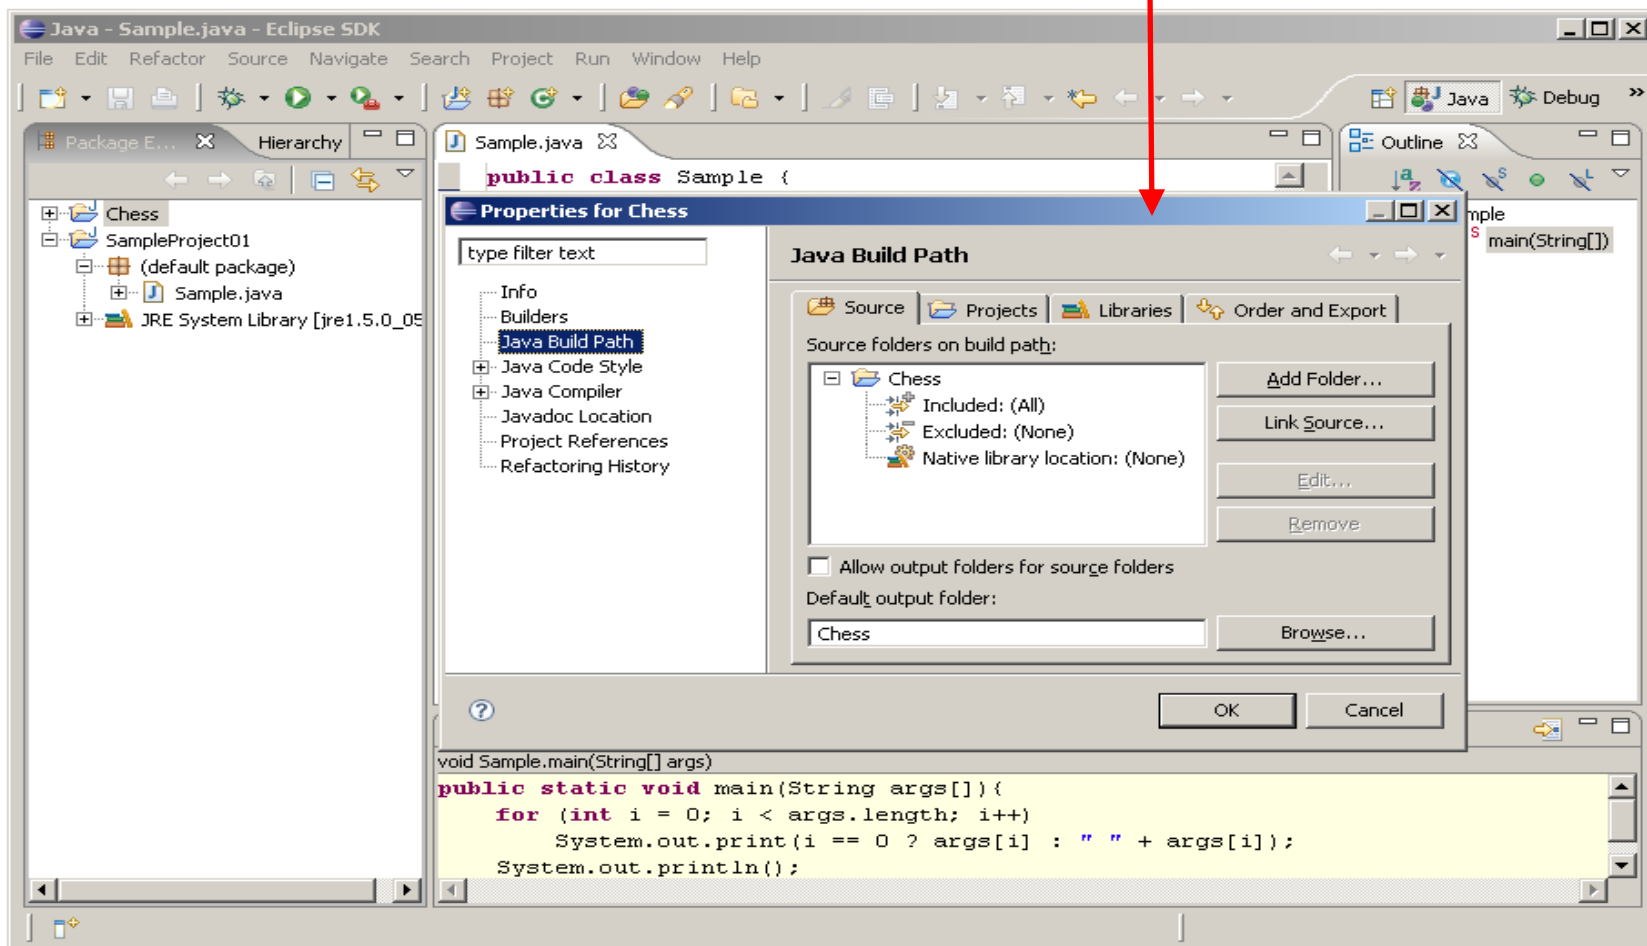 Java - Sample.java - Eclipse SDK
File Edit Refactor Source Navigate Search Project Run Window Help
Java Debug »
Package E... Hierarchy
Sample.java
Outline
public class Sample {
Chess
SampleProject01
(default package)
Sample.java
JRE System Library [jre1.5.0_05
mple
main(String[])
Properties for Chess
type filter text
Info
Builders
Java Build Path
Java Code Style
Java Compiler
Javadoc Location
Project References
Refactoring History
Java Build Path
Source Projects Libraries Order and Export
Source folders on build path:
Chess
Included: (All)
Excluded: (None)
Native library location: (None)
Add Folder...
Link Source...
Edit...
Remove
Allow output folders for source folders
Default output folder:
Chess
Browse...
OK Cancel
void Sample.main(String[] args)
public static void main(String args[]){
for (int i = 0; i < args.length; i++)
System.out.print(i == 0 ? args[i] : " " + args[i]);
System.out.println();